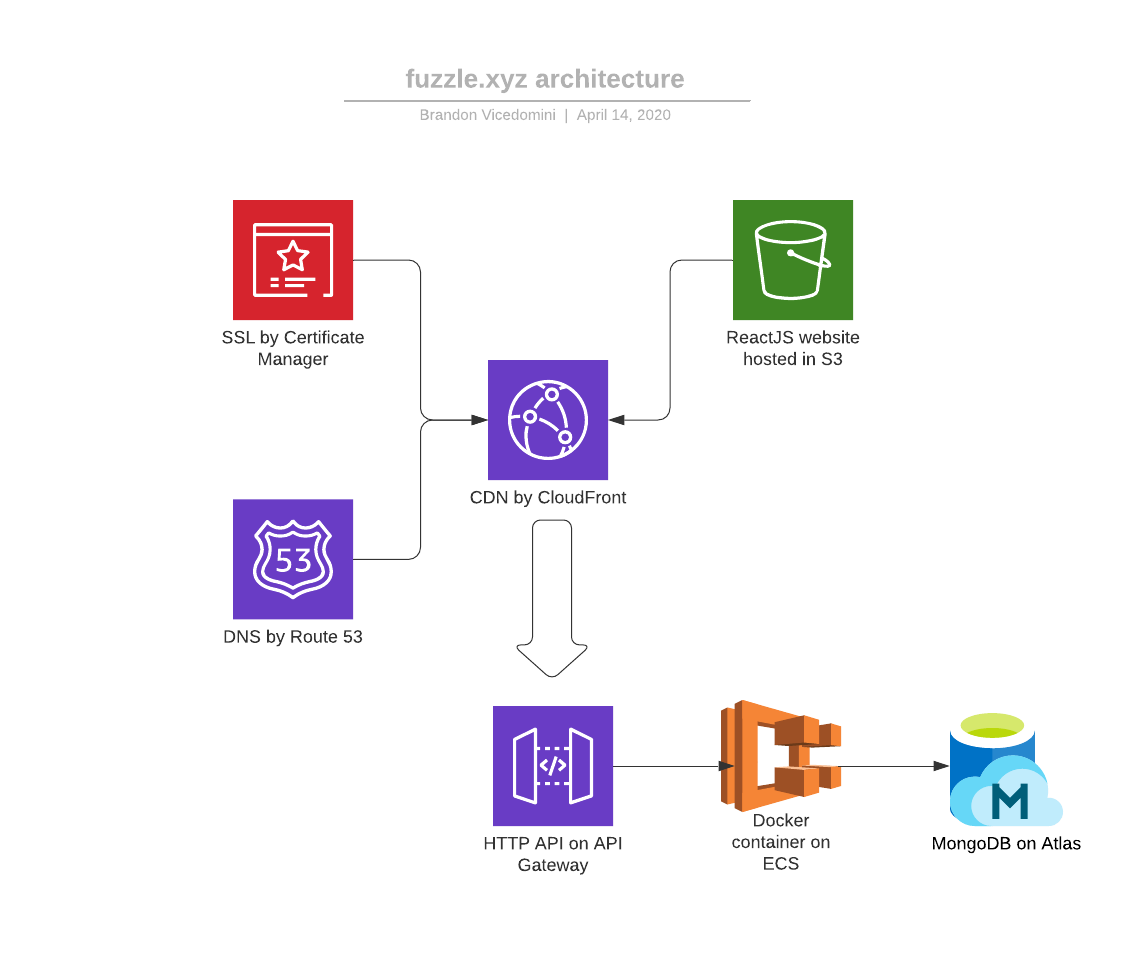 fuzzle.xyz architecture
Brandon Vicedomini | April 14, 2020
SSL by Certificate
Manager
ReactJS website
hosted in S3
CDN by CloudFront
53
DNS by Route 53
</>
HTTP API on API
Gateway
Docker
container on
ECS
M
MongoDB on Atlas